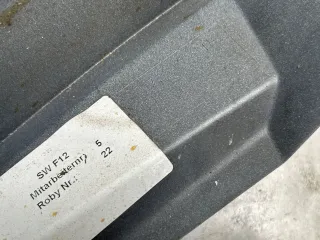 SW F12
Mitarbeiternr. 5
Roby Nr.: 22